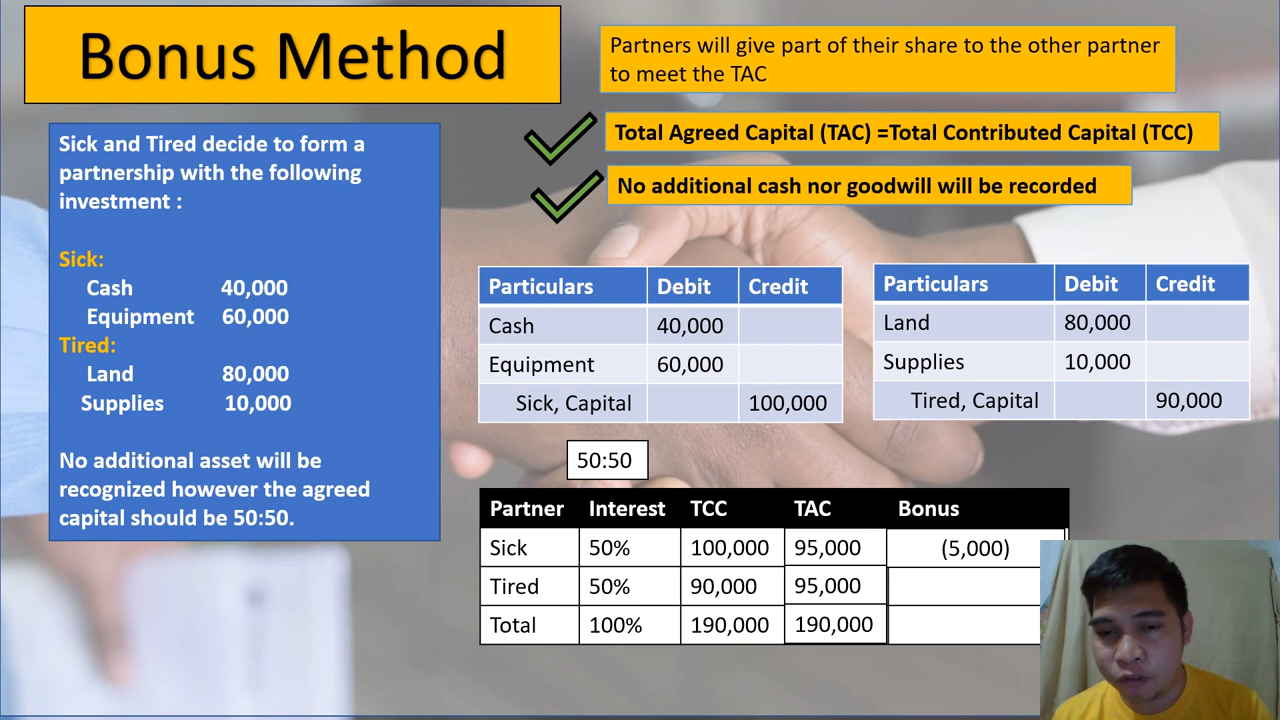 Bonus Method
Partners will give part of their share to the other partner
to meet the TAC
Total Agreed Capital (TAC) =Total Contributed Capital (TCC)
No additional cash nor goodwill will be recorded
Sick and Tired decide to form a
partnership with the following
investment :
Sick:
Cash 40,000
Equipment 60,000
Tired:
Land 80,000
Supplies 10,000
No additional asset will be
recognized however the agreed
capital should be 50:50.
Particulars Debit Credit
Cash 40,000
Equipment 60,000
Sick, Capital 100,000
Particulars Debit Credit
Land 80,000
Supplies 10,000
Tired, Capital 90,000
50:50
Partner Interest TCC TAC Bonus
Sick 50% 100,000 95,000 (5,000)
Tired 50% 90,000 95,000
Total 100% 190,000 190,000